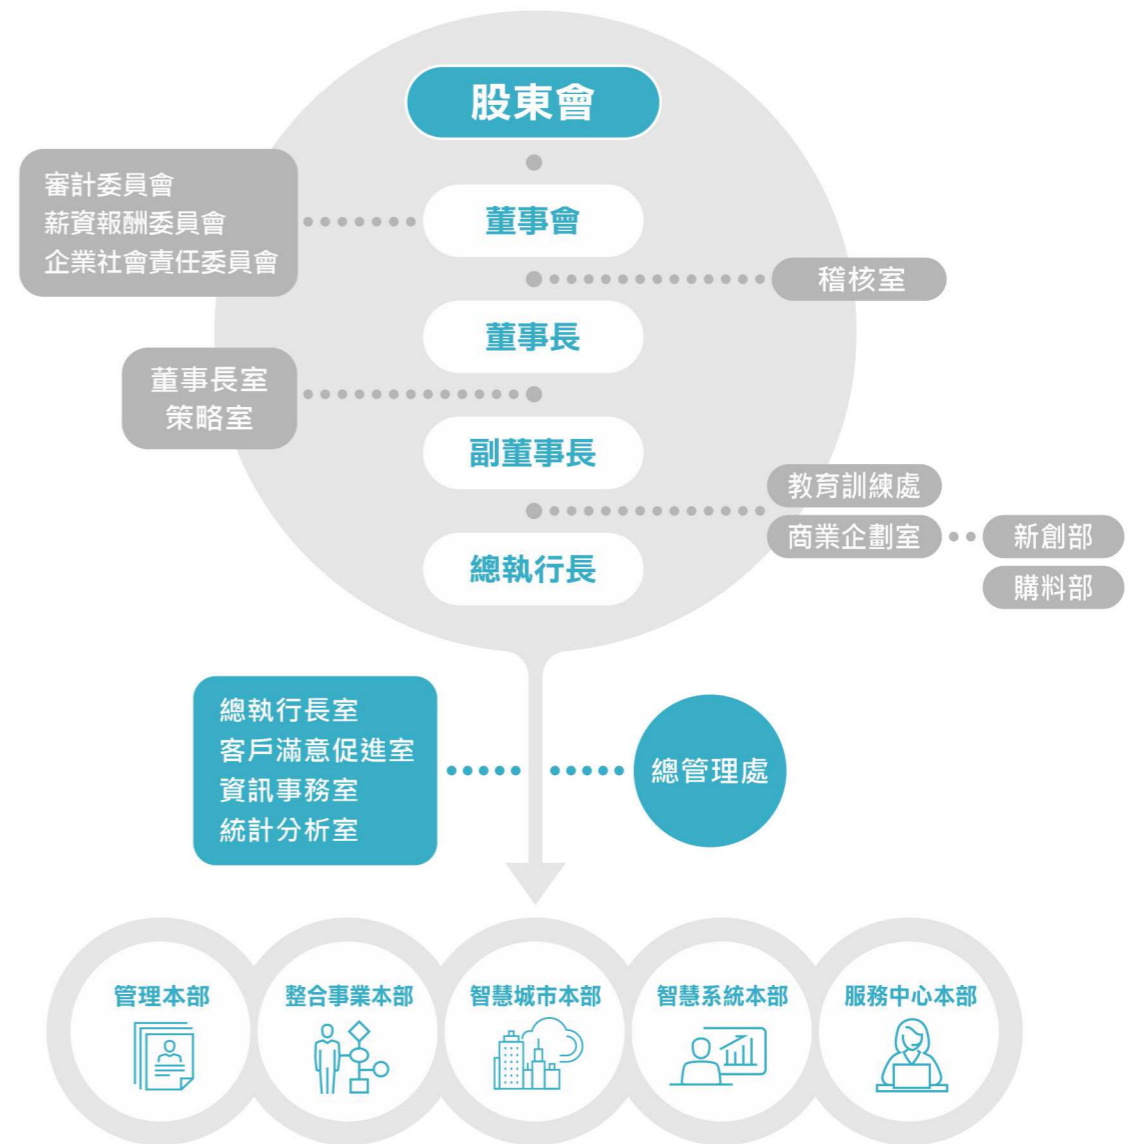 股東會
審計委員會
薪資報酬委員會
企業社會責任委員會
董事會
稽核室
董事長
董事長室
策略室
副董事長
教育訓練處
商業企劃室
新創部
購料部
總執行長
總執行長室
客戶滿意促進室
資訊事務室
統計分析室
總管理處
管理本部
整合事業本部
智慧城市本部
智慧系統本部
服務中心本部